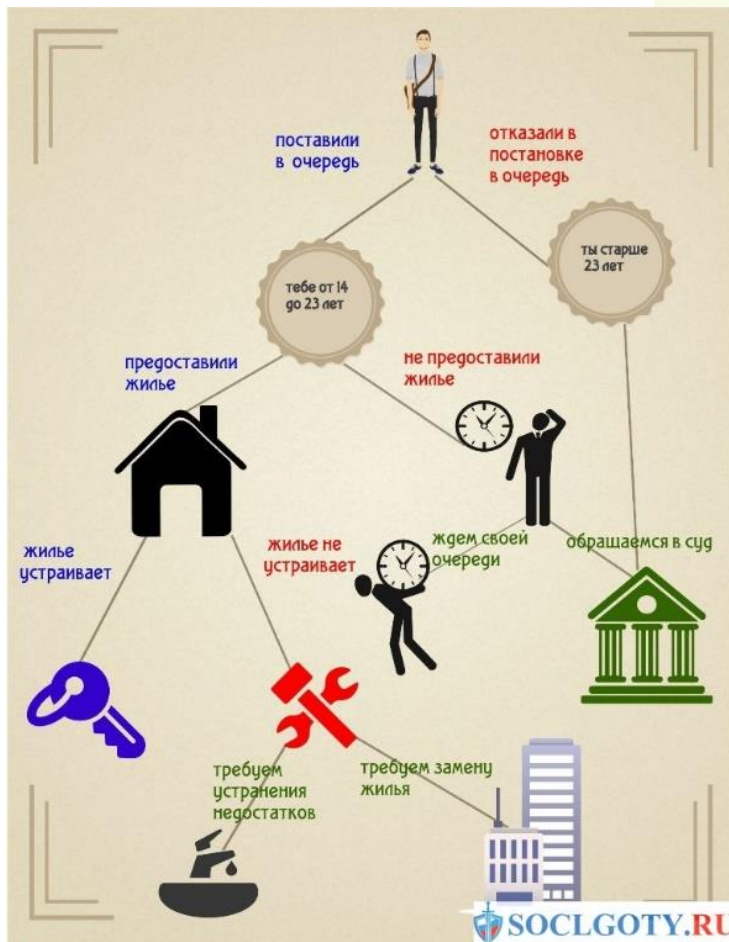 поставили
в очередь
отказали в
постановке
в очередь
ты старше
23 лет
тебе от 14
до 23 лет
предоставили
жилье
не предоставили
жилье
жилье
устраивает
жилье не
устраивает
ждем своей
очереди
обращаемся в суд
требуем
устранения
недостатков
требуем замену
жилья
SOCLGOTY.RU